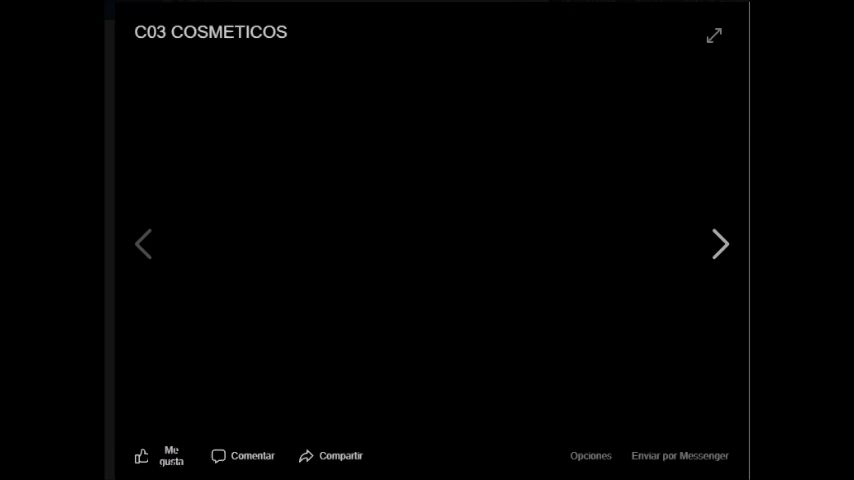 C03 COSMETICOS
Me
gusta
Comentar
Compartir
Opciones
Enviar por Messenger